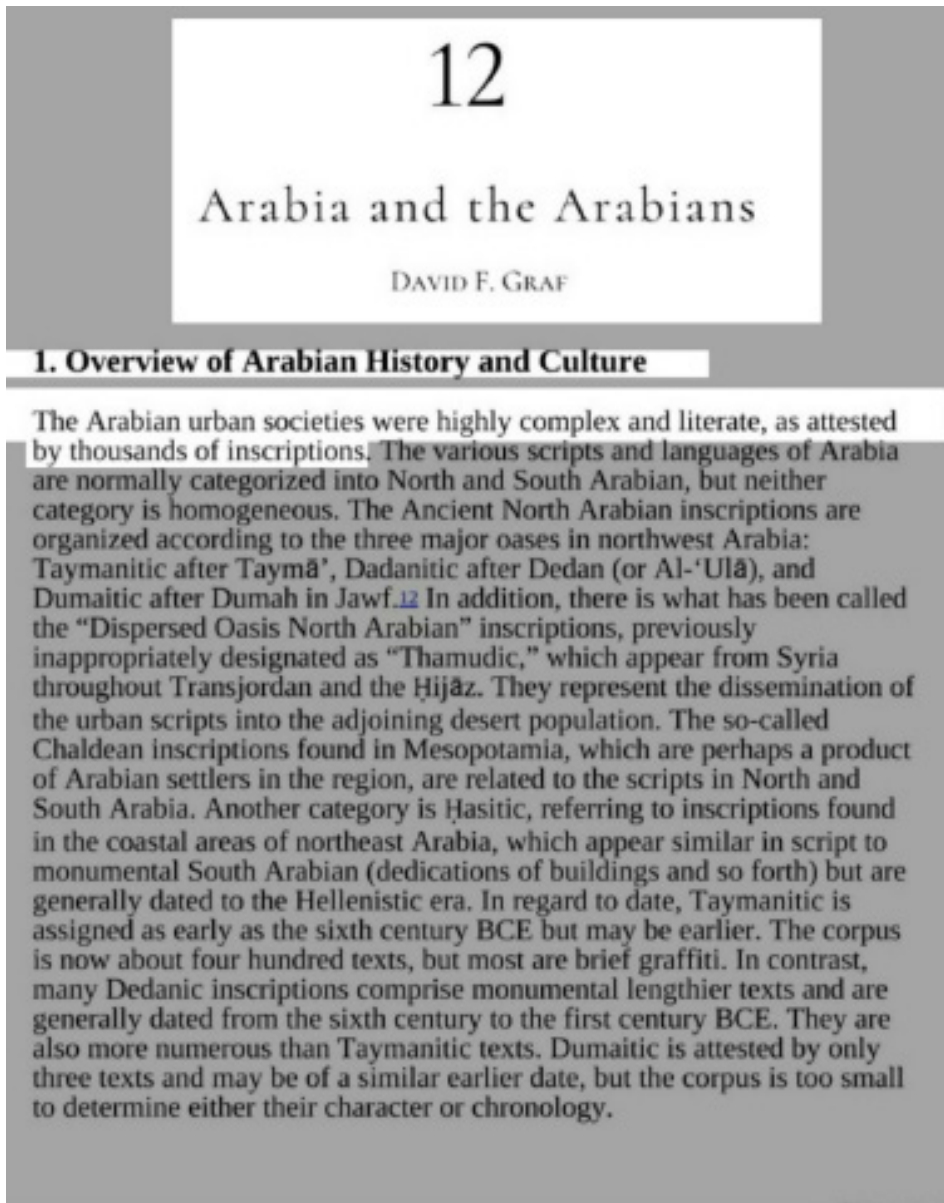 12
Arabia and the Arabians
David F. Graf
1. Overview of Arabian History and Culture
The Arabian urban societies were highly complex and literate, as attested
by thousands of inscriptions. The various scripts and languages of Arabia
are normally categorized into North and South Arabian, but neither
category is homogeneous. The Ancient North Arabian inscriptions are
organized according to the three major oases in northwest Arabia:
Taymanitic after Taymā’, Dadanitic after Dedan (or Al-‘Ulā), and
Dumaitic after Dumah in Jawf.12 In addition, there is what has been called
the “Dispersed Oasis North Arabian” inscriptions, previously
inappropriately designated as “Thamudic,” which appear from Syria
throughout Transjordan and the Ḥijāz. They represent the dissemination of
the urban scripts into the adjoining desert population. The so-called
Chaldean inscriptions found in Mesopotamia, which are perhaps a product
of Arabian settlers in the region, are related to the scripts in North and
South Arabia. Another category is Ḥasitic, referring to inscriptions found
in the coastal areas of northeast Arabia, which appear similar in script to
monumental South Arabian (dedications of buildings and so forth) but are
generally dated to the Hellenistic era. In regard to date, Taymanitic is
assigned as early as the sixth century BCE but may be earlier. The corpus
is now about four hundred texts, but most are brief graffiti. In contrast,
many Dedanic inscriptions comprise monumental lengthier texts and are
generally dated from the sixth century to the first century BCE. They are
also more numerous than Taymanitic texts. Dumaitic is attested by only
three texts and may be of a similar earlier date, but the corpus is too small
to determine either their character or chronology.